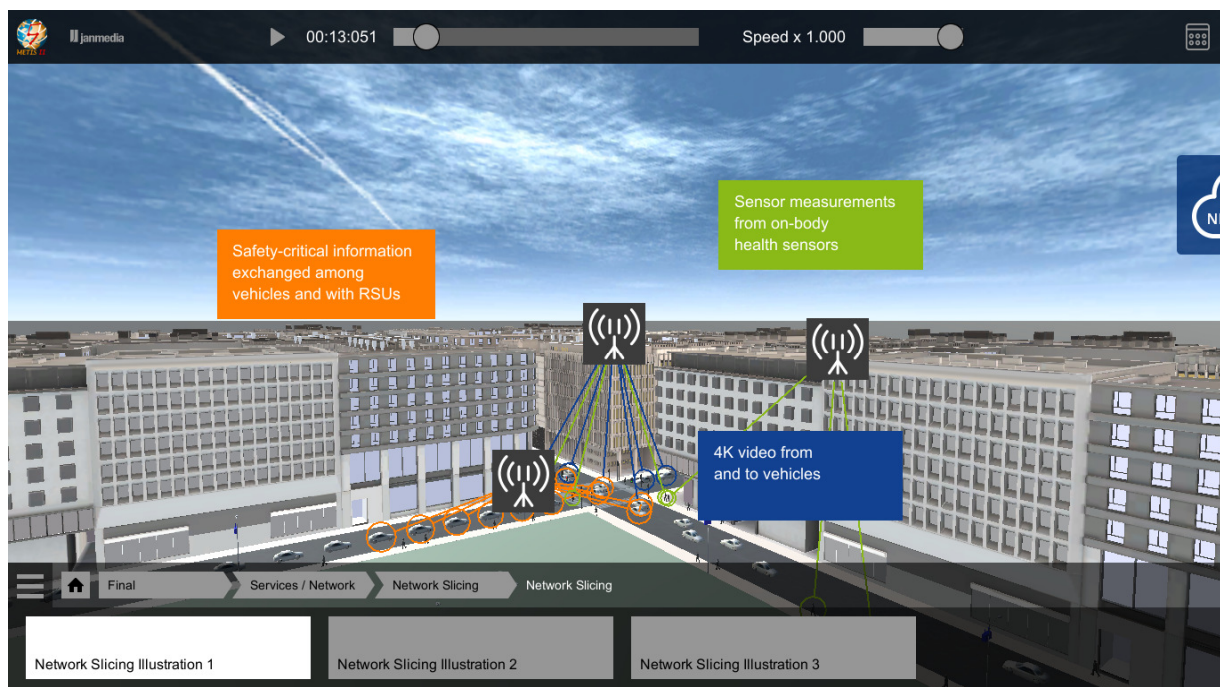 METIS II
janmedia
00:13:051
Speed x 1.000
Sensor measurements
from on-body
health sensors
Safety-critical information
exchanged among
vehicles and with RSUs
4K video from
and to vehicles
Final
Services / Network
Network Slicing
Network Slicing
Network Slicing Illustration 1
Network Slicing Illustration 2
Network Slicing Illustration 3